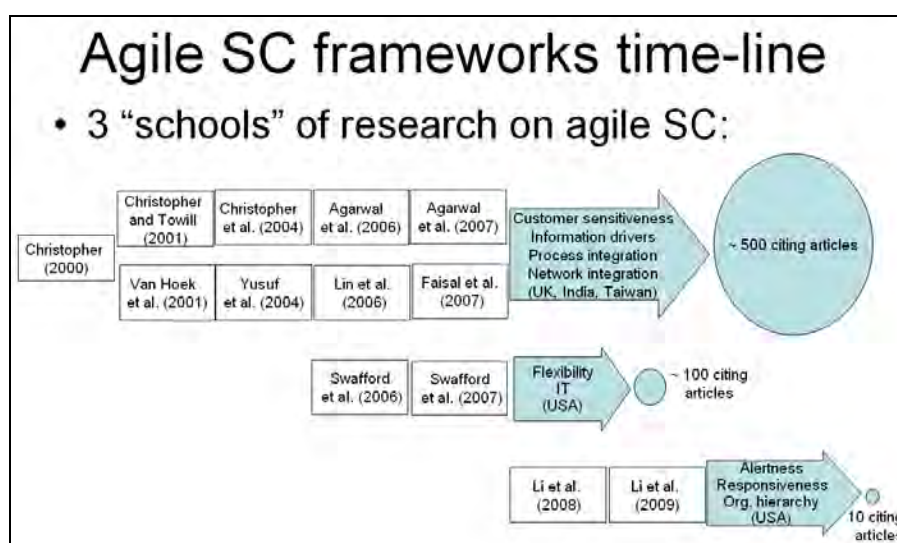 Agile SC frameworks time-line
• 3 “schools” of research on agile SC:
Christopher
(2000)
Christopher
and Towill
(2001)
Christopher
et al. (2004)
Agarwal
et al. (2006)
Agarwal
et al. (2007)
Van Hoek
et al. (2001)
Yusuf
et al. (2004)
Lin et al.
(2006)
Faisal et al.
(2007)
Customer sensitiveness
Information drivers
Process integration
Network integration
(UK, India, Taiwan)
~ 500 citing articles
Swafford
et al. (2006)
Swafford
et al. (2007)
Flexibility
IT
(USA)
~ 100 citing
articles
Li et al.
(2008)
Li et al.
(2009)
Alertness
Responsiveness
Org. hierarchy
(USA)
10 citing
articles